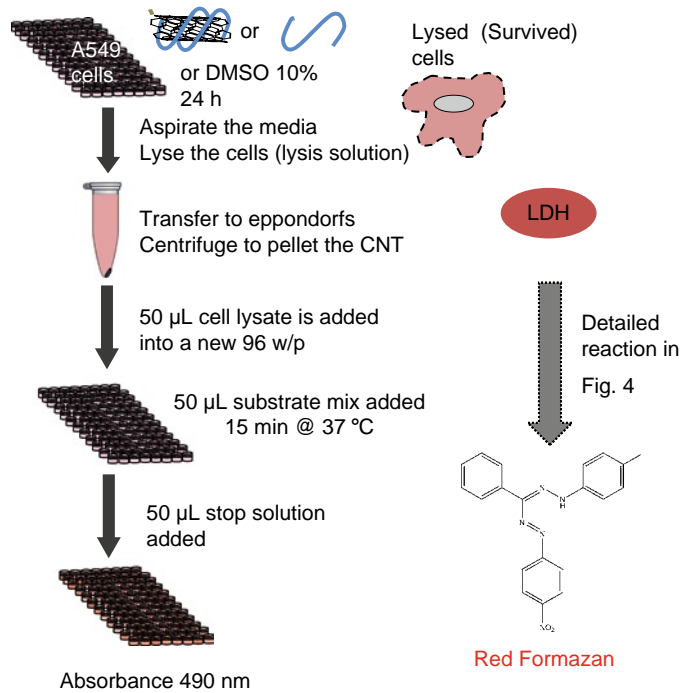 A549
cells
or
or DMSO 10%
24 h
Lysed (Survived)
cells
Aspirate the media
Lyse the cells (lysis solution)
Transfer to eppondorfs
Centrifuge to pellet the CNT
LDH
50 µL cell lysate is added
into a new 96 w/p
Detailed
reaction in
Fig. 4
50 µL substrate mix added
15 min @ 37 ºC
50 µL stop solution
added
N
N
H
N
N
NO₂
Red Formazan
Absorbance 490 nm